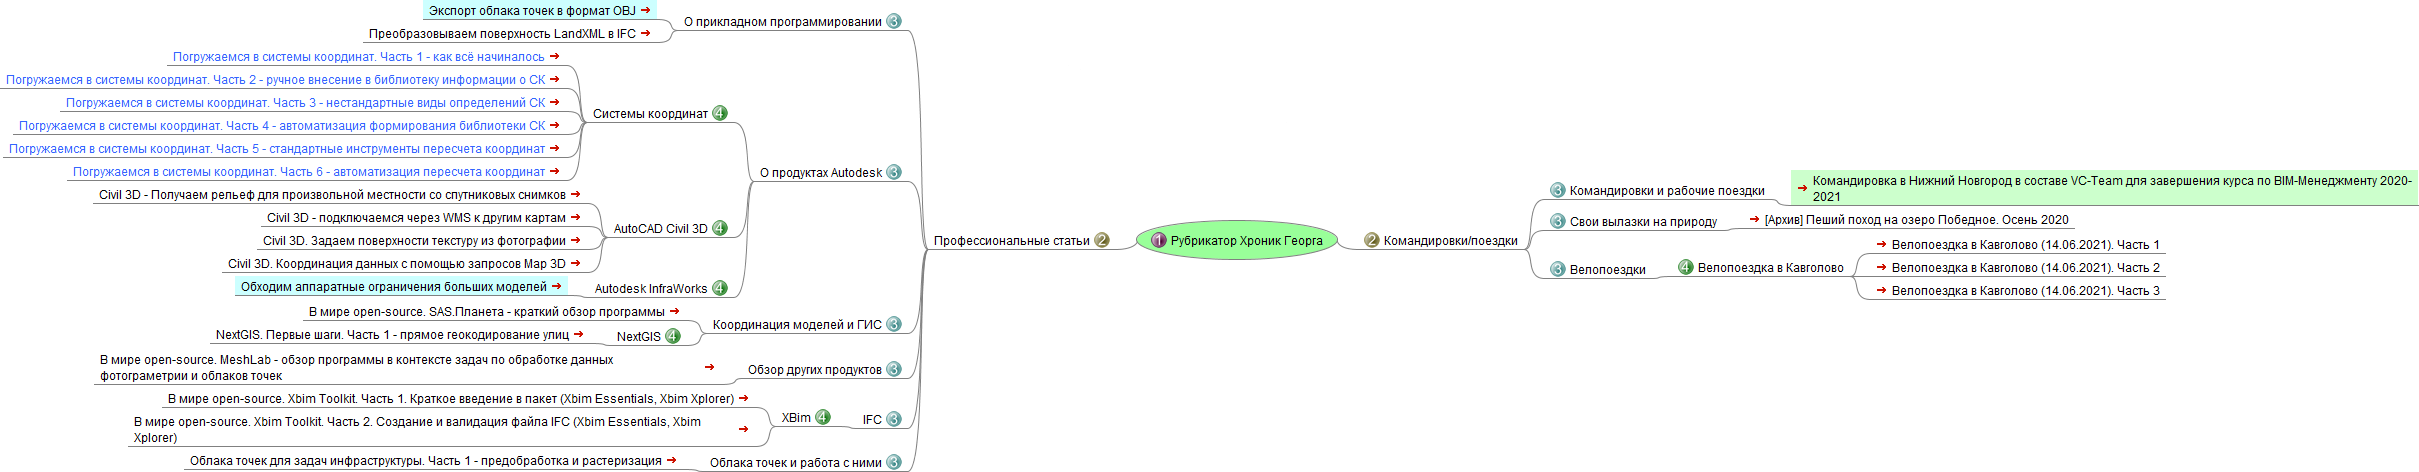 Экспорт облака точек в формат OBJ
О прикладном программировании 3
Преобразовываем поверхность LandXML в IFC
Погружаемся в системы координат. Часть 1 - как всё начиналось
Погружаемся в системы координат. Часть 2 - ручное внесение в библиотеку информации о СК
Погружаемся в системы координат. Часть 3 - нестандартные виды определений СК
Системы координат 4
Погружаемся в системы координат. Часть 4 - автоматизация формирования библиотеки СК
Погружаемся в системы координат. Часть 5 - стандартные инструменты пересчета координат
Погружаемся в системы координат. Часть 6 - автоматизация пересчета координат
О продуктах Autodesk 3
Civil 3D - Получаем рельеф для произвольной местности со спутниковых снимков
Civil 3D - подключаемся через WMS к другим картам
AutoCAD Civil 3D 4
Civil 3D. Задаем поверхности текстуру из фотографии
Civil 3D. Координация данных с помощью запросов Map 3D
Обходим аппаратные ограничения больших моделей
Autodesk InfraWorks 4
В мире open-source. SAS.Планета - краткий обзор программы
Координация моделей и ГИС 3
NextGIS. Первые шаги. Часть 1 - прямое геокодирование улиц
NextGIS 4
В мире open-source. MeshLab - обзор программы в контексте задач по обработке данных
фотограметрии и облаков точек
Обзор других продуктов 3
В мире open-source. Xbim Toolkit. Часть 1. Краткое введение в пакет (Xbim Essentials, Xbim Xplorer)
XBim 4
IFC 3
В мире open-source. Xbim Toolkit. Часть 2. Создание и валидация файла IFC (Xbim Essentials, Xbim
Xplorer)
Облака точек для задач инфраструктуры. Часть 1 - предобработка и растеризация
Облака точек и работа с ними 3
Профессиональные статьи 2
1 Рубрикатор Хроник Георга
2 Командировки/поездки
3 Командировки и рабочие поездки
Командировка в Нижний Новгород в составе VC-Team для завершения курса по BIM-Менеджменту 2020-
2021
3 Свои вылазки на природу
[Архив] Пеший поход на озеро Победное. Осень 2020
3 Велопоездки
4 Велопоездка в Кавголово
Велопоездка в Кавголово (14.06.2021). Часть 1
Велопоездка в Кавголово (14.06.2021). Часть 2
Велопоездка в Кавголово (14.06.2021). Часть 3